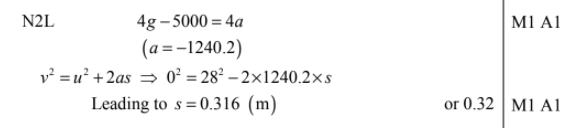 N2L 4g – 5000 = 4a M1 A1
(a = –1240.2)
v² = u² + 2as ⇒ 0² = 28² – 2×1240.2×s
Leading to s = 0.316 (m) or 0.32 M1 A1